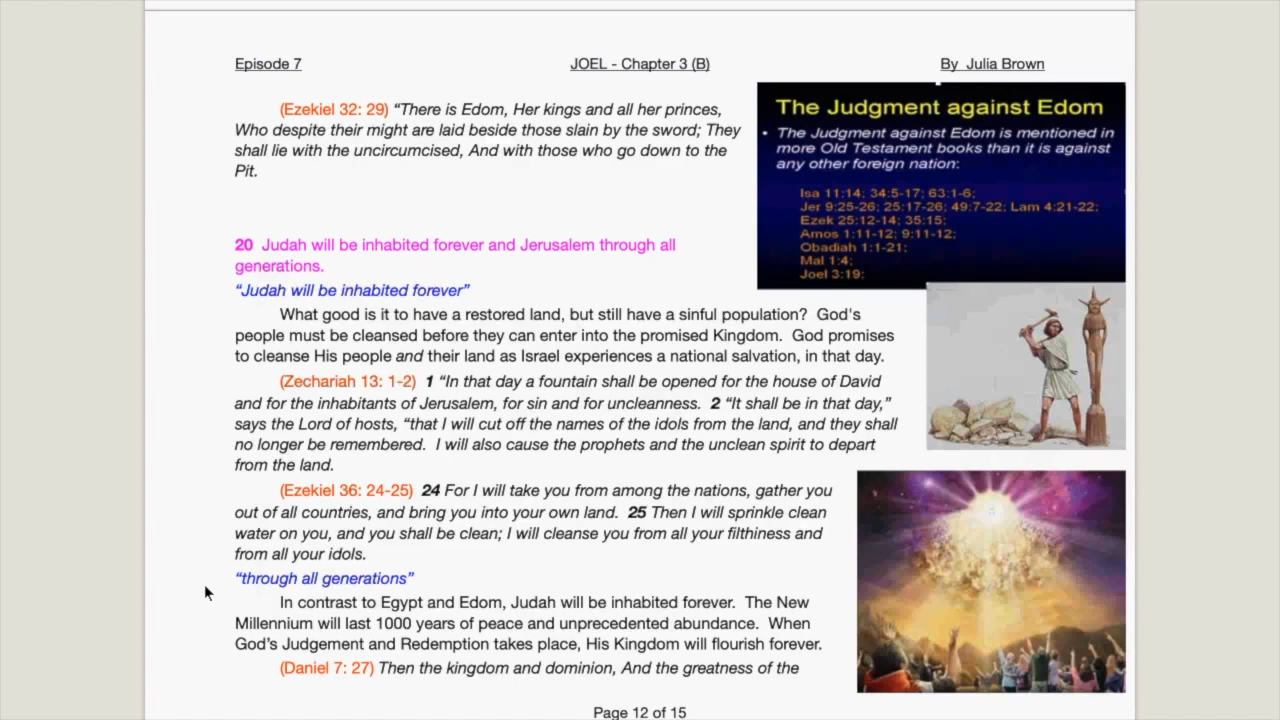 Episode 7
JOEL - Chapter 3 (B)
By Julia Brown
(Ezekiel 32: 29) “There is Edom, Her kings and all her princes,
Who despite their might are laid beside those slain by the sword; They
shall lie with the uncircumcised, And with those who go down to the
Pit.
The Judgment against Edom
• The Judgment against Edom is mentioned in
more Old Testament books than it is against
any other foreign nation:
Isa 11:14; 34:5-17; 63:1-6;
Jer 9:25-26; 25:17-26; 49:7-22; Lam 4:21-22;
Ezek 25:12-14; 35:15;
Amos 1:11-12; 9:11-12;
Obadiah 1:1-21;
Mal 1:4;
Joel 3:19;
20 Judah will be inhabited forever and Jerusalem through all
generations.
“Judah will be inhabited forever”
What good is it to have a restored land, but still have a sinful population? God's
people must be cleansed before they can enter into the promised Kingdom. God promises
to cleanse His people and their land as Israel experiences a national salvation, in that day.
(Zechariah 13: 1-2) 1 “In that day a fountain shall be opened for the house of David
and for the inhabitants of Jerusalem, for sin and for uncleanness. 2 “It shall be in that day,”
says the Lord of hosts, “that I will cut off the names of the idols from the land, and they shall
no longer be remembered. I will also cause the prophets and the unclean spirit to depart
from the land.
(Ezekiel 36: 24-25) 24 For I will take you from among the nations, gather you
out of all countries, and bring you into your own land. 25 Then I will sprinkle clean
water on you, and you shall be clean; I will cleanse you from all your filthiness and
from all your idols.
“through all generations”
In contrast to Egypt and Edom, Judah will be inhabited forever. The New
Millennium will last 1000 years of peace and unprecedented abundance. When
God’s Judgement and Redemption takes place, His Kingdom will flourish forever.
(Daniel 7: 27) Then the kingdom and dominion, And the greatness of the
Page 12 of 15